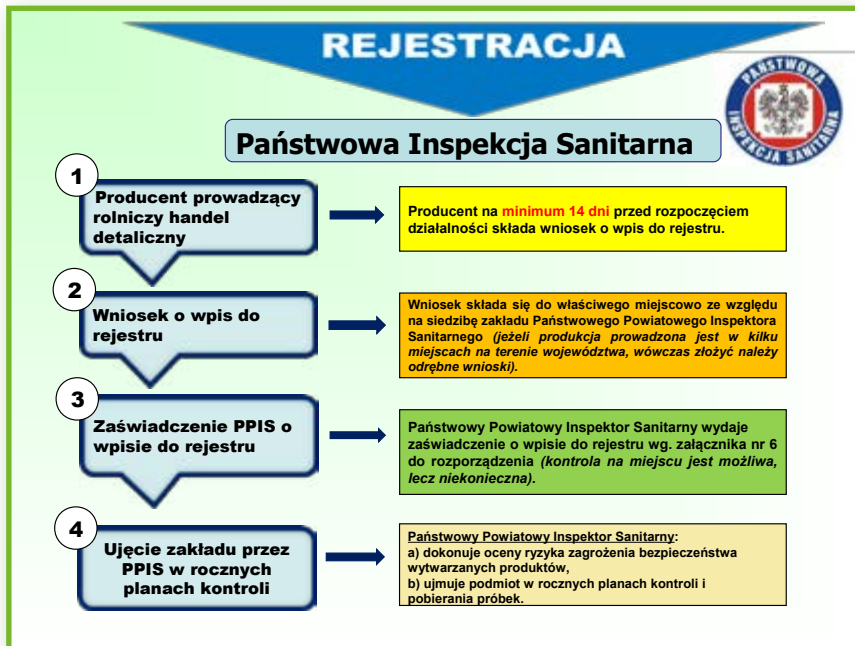 REJESTRACJA
PAŃSTWOWA
INSPEKCJA SANITARNA
Państwowa Inspekcja Sanitarna
1
Producent prowadzący
rolniczy handel
detaliczny
Producent na minimum 14 dni przed rozpoczęciem
działalności składa wniosek o wpis do rejestru.
2
Wniosek o wpis do
rejestru
Wniosek składa się do właściwego miejscowo ze względu
na siedzibę zakładu Państwowego Powiatowego Inspektora
Sanitarnego (jeżeli produkcja prowadzona jest w kilku
miejscach na terenie województwa, wówczas złożyć należy
odrębne wnioski).
3
Zaświadczenie PPIS o
wpisie do rejestru
Państwowy Powiatowy Inspektor Sanitarny wydaje
zaświadczenie o wpisie do rejestru wg. załącznika nr 6
do rozporządzenia (kontrola na miejscu jest możliwa,
lecz niekonieczna).
4
Ujęcie zakładu przez
PPIS w rocznych
planach kontroli
Państwowy Powiatowy Inspektor Sanitarny:
a) dokonuje oceny ryzyka zagrożenia bezpieczeństwa
wytwarzanych produktów,
b) ujmuje podmiot w rocznych planach kontroli i
pobierania próbek.